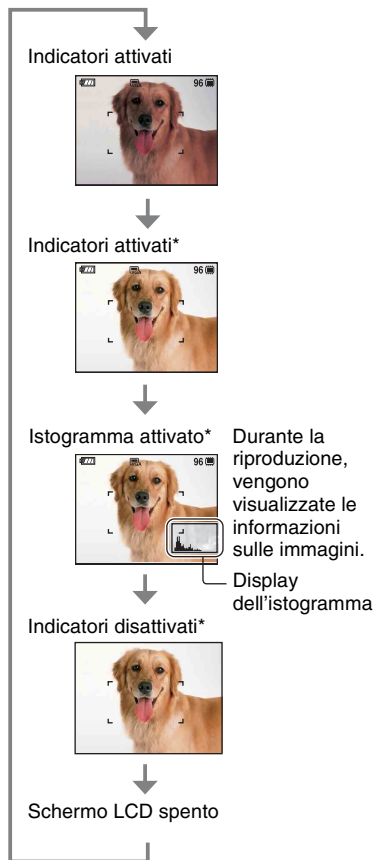 Indicatori attivati
96
Indicatori attivati*
96
Istogramma attivato*
96
Durante la
riproduzione,
vengono
visualizzate le
informazioni
sulle immagini.
Display
dell'istogramma
Indicatori disattivati*
Schermo LCD spento